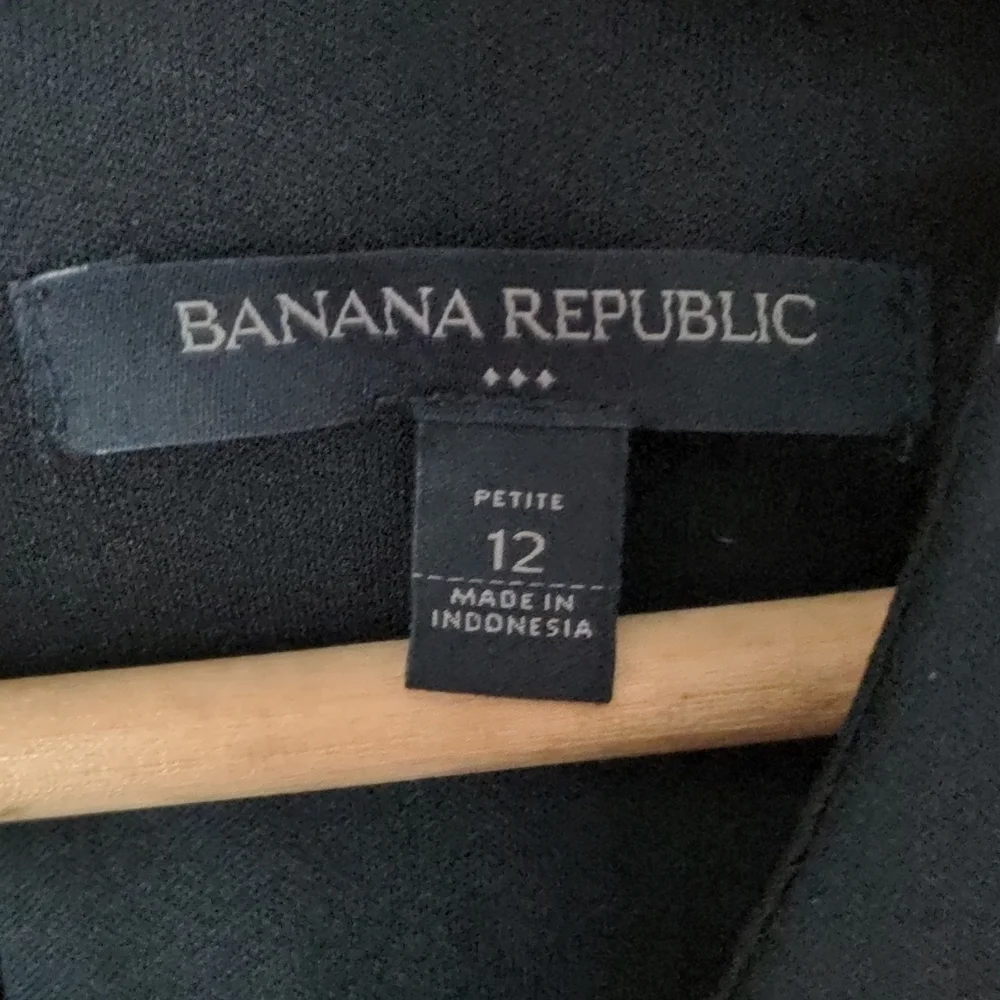 BANANA REPUBLIC
PETITE
12
MADE IN
INDONESIA